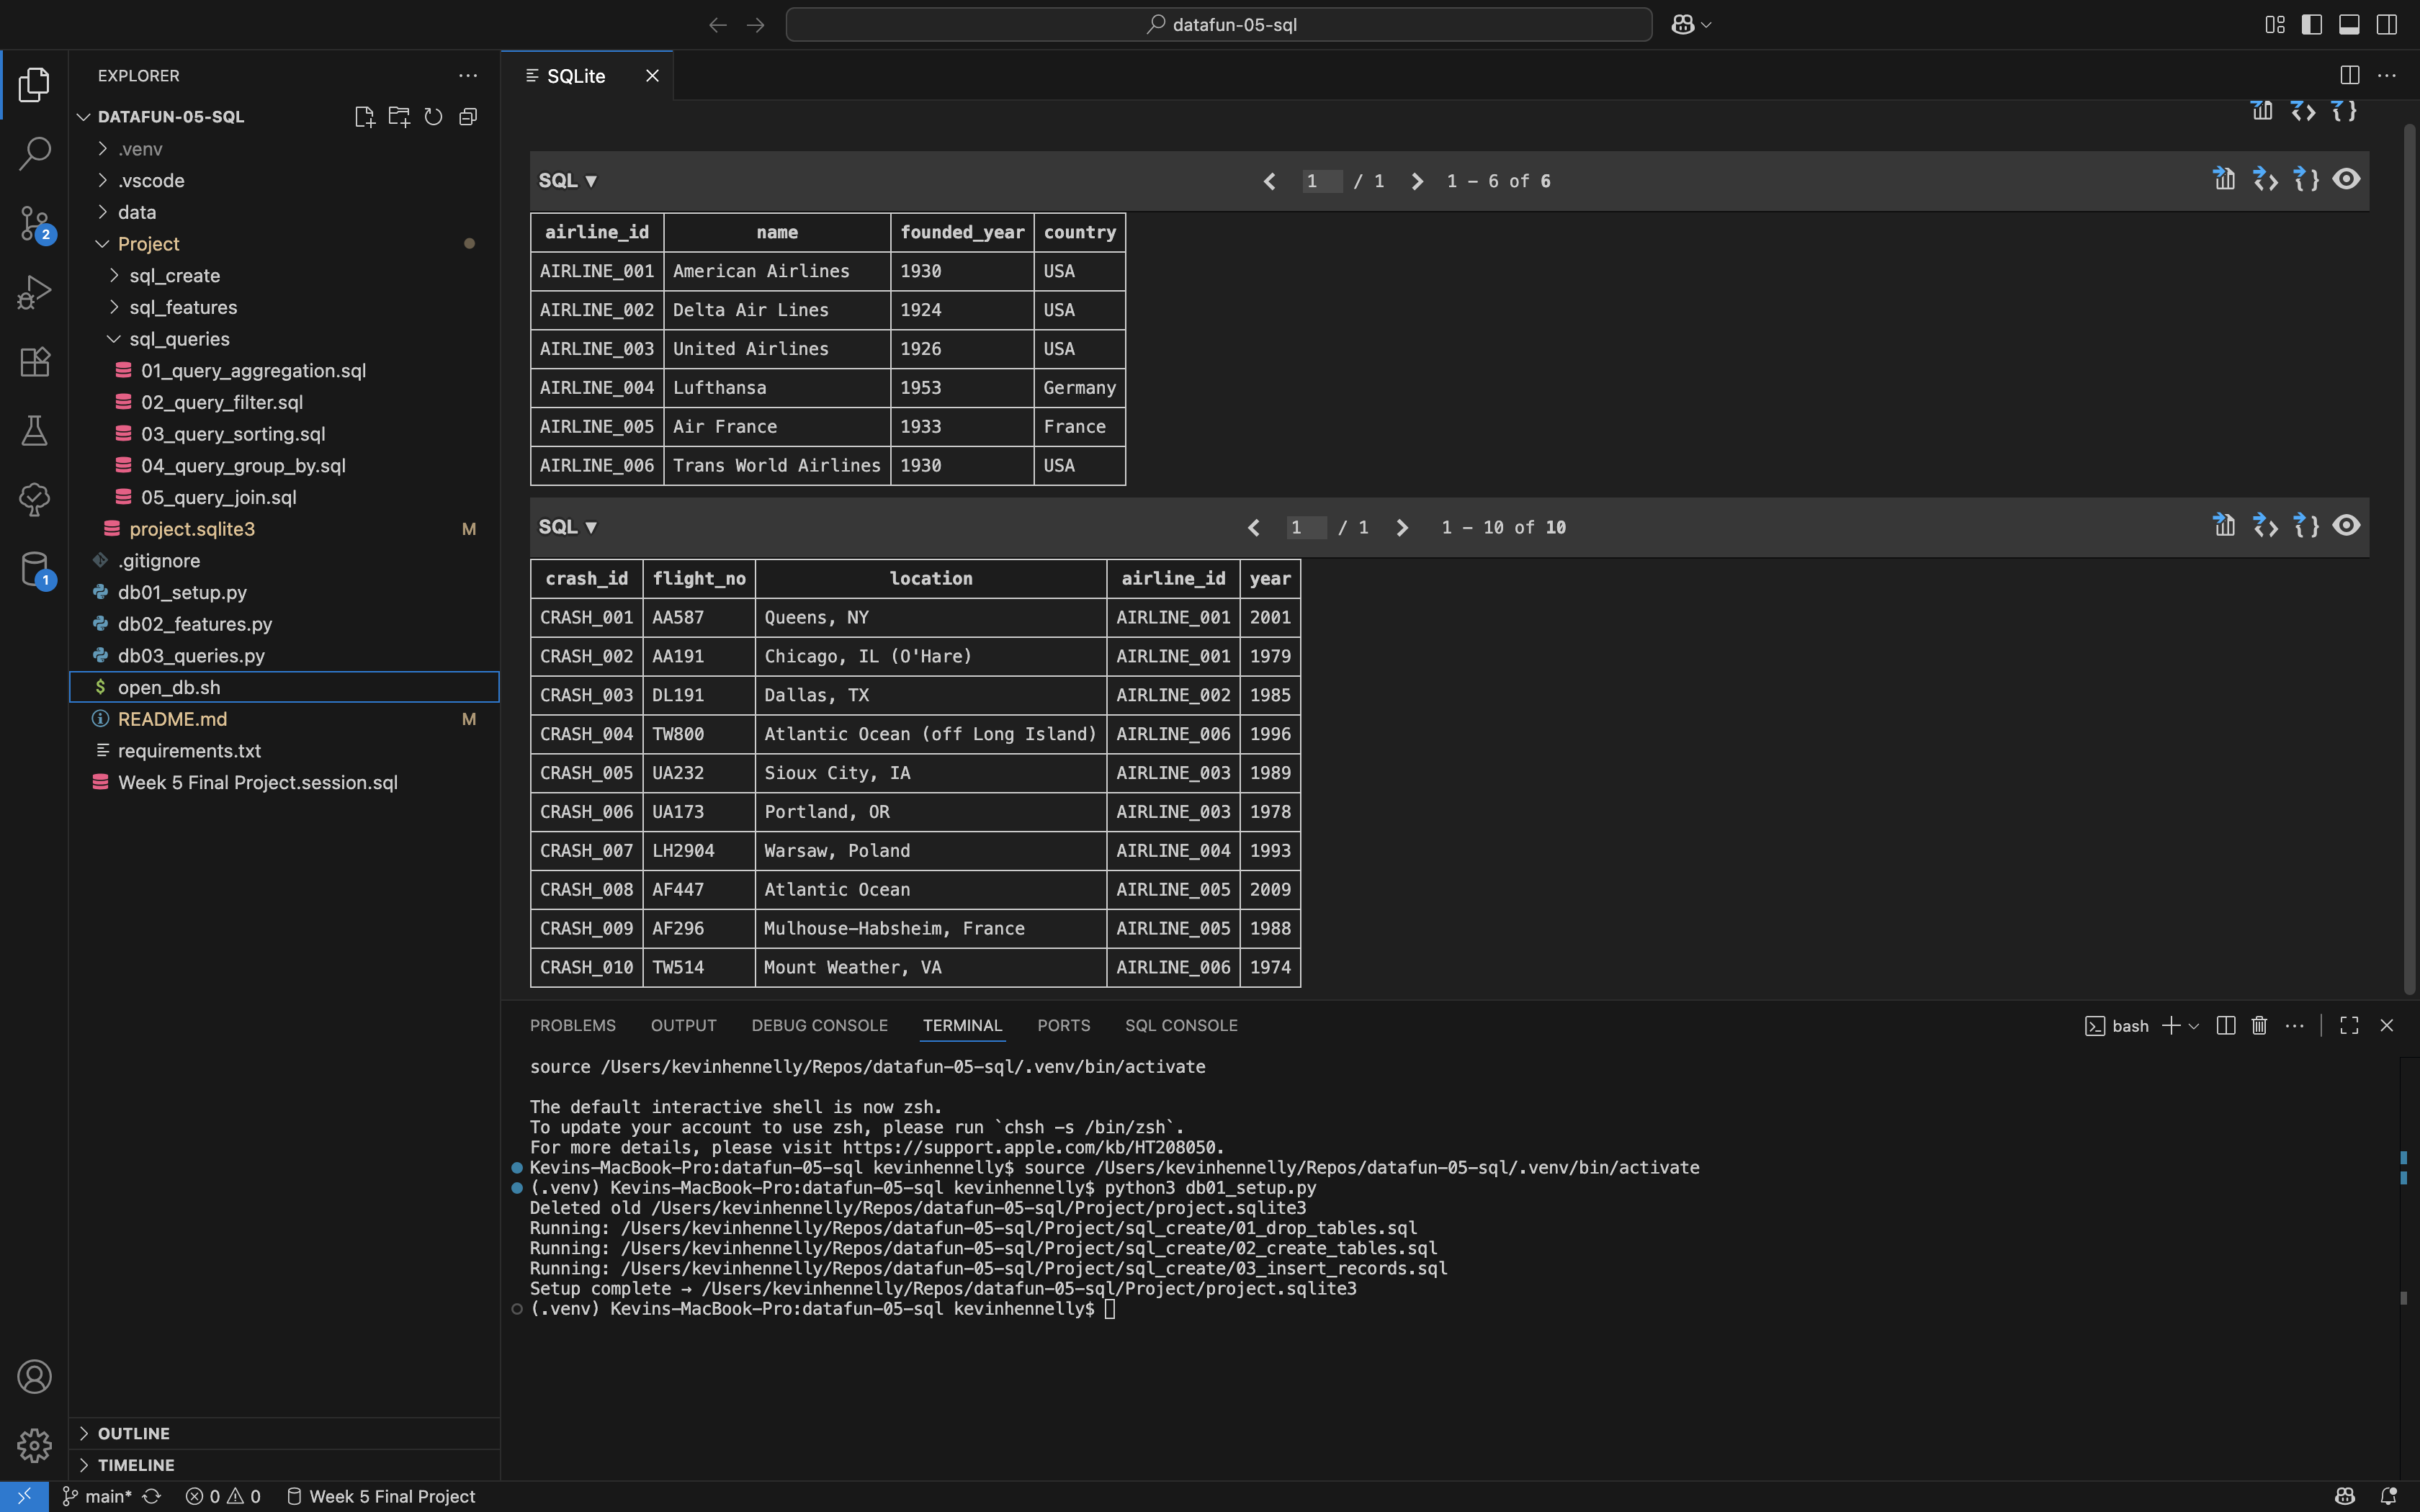 datafun-05-sql
EXPLORER
DATAFUN-05-SQL
.venv
.vscode
data
Project
sql_create
sql_features
sql_queries
01_query_aggregation.sql
02_query_filter.sql
03_query_sorting.sql
04_query_group_by.sql
05_query_join.sql
project.sqlite3 M
.gitignore
db01_setup.py
db02_features.py
db03_queries.py
$ open_db.sh
README.md M
requirements.txt
Week 5 Final Project.session.sql
OUTLINE
TIMELINE
2
1
SQLite
SQL ▼ 1 / 1 1 – 6 of 6
airline_id name founded_year country
AIRLINE_001 American Airlines 1930 USA
AIRLINE_002 Delta Air Lines 1924 USA
AIRLINE_003 United Airlines 1926 USA
AIRLINE_004 Lufthansa 1953 Germany
AIRLINE_005 Air France 1933 France
AIRLINE_006 Trans World Airlines 1930 USA
SQL ▼ 1 / 1 1 – 10 of 10
crash_id flight_no location airline_id year
CRASH_001 AA587 Queens, NY AIRLINE_001 2001
CRASH_002 AA191 Chicago, IL (O'Hare) AIRLINE_001 1979
CRASH_003 DL191 Dallas, TX AIRLINE_002 1985
CRASH_004 TW800 Atlantic Ocean (off Long Island) AIRLINE_006 1996
CRASH_005 UA232 Sioux City, IA AIRLINE_003 1989
CRASH_006 UA173 Portland, OR AIRLINE_003 1978
CRASH_007 LH2904 Warsaw, Poland AIRLINE_004 1993
CRASH_008 AF447 Atlantic Ocean AIRLINE_005 2009
CRASH_009 AF296 Mulhouse–Habsheim, France AIRLINE_005 1988
CRASH_010 TW514 Mount Weather, VA AIRLINE_006 1974
PROBLEMS OUTPUT DEBUG CONSOLE TERMINAL PORTS SQL CONSOLE
bash
source /Users/kevinhennelly/Repos/datafun-05-sql/.venv/bin/activate
The default interactive shell is now zsh.
To update your account to use zsh, please run `chsh -s /bin/zsh`.
For more details, please visit https://support.apple.com/kb/HT208050.
Kevins-MacBook-Pro:datafun-05-sql kevinhennelly$ source /Users/kevinhennelly/Repos/datafun-05-sql/.venv/bin/activate
(.venv) Kevins-MacBook-Pro:datafun-05-sql kevinhennelly$ python3 db01_setup.py
Deleted old /Users/kevinhennelly/Repos/datafun-05-sql/Project/project.sqlite3
Running: /Users/kevinhennelly/Repos/datafun-05-sql/Project/sql_create/01_drop_tables.sql
Running: /Users/kevinhennelly/Repos/datafun-05-sql/Project/sql_create/02_create_tables.sql
Running: /Users/kevinhennelly/Repos/datafun-05-sql/Project/sql_create/03_insert_records.sql
Setup complete → /Users/kevinhennelly/Repos/datafun-05-sql/Project/project.sqlite3
(.venv) Kevins-MacBook-Pro:datafun-05-sql kevinhennelly$
main* 0 0 Week 5 Final Project